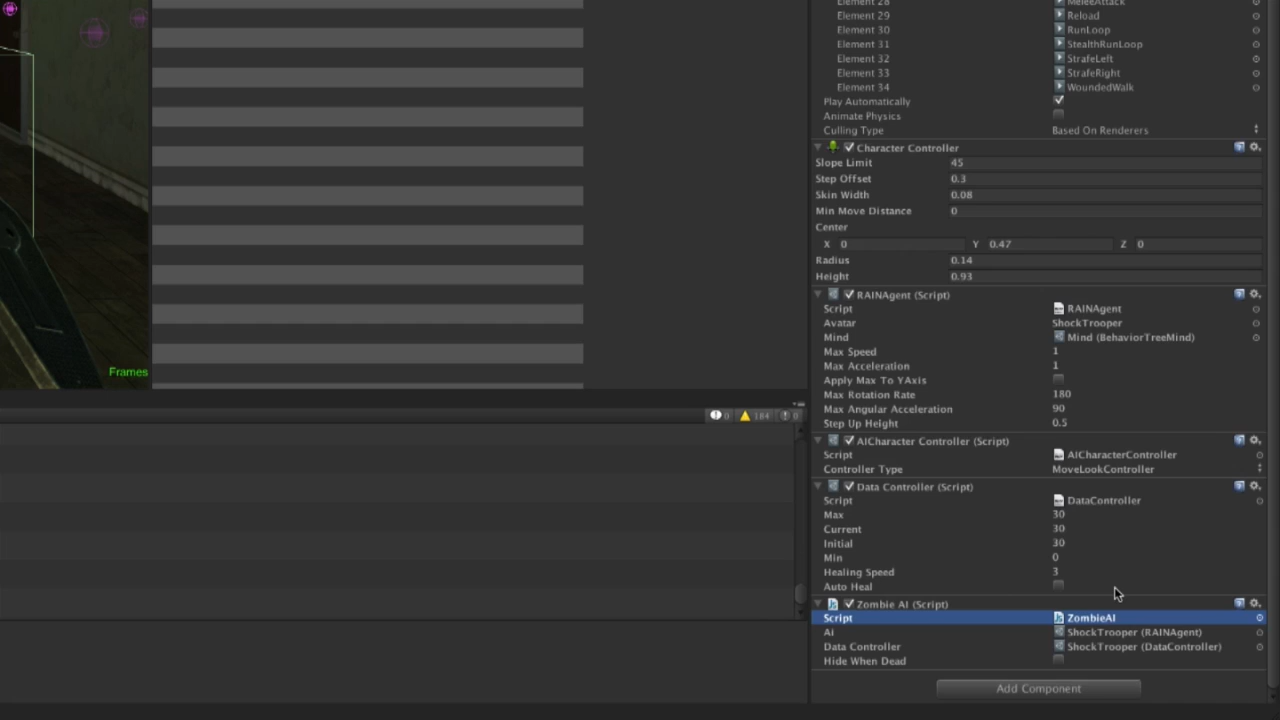 Element 28 MeleeAttack
Element 29 Reload
Element 30 RunLoop
Element 31 StealthRunLoop
Element 32 StrafeLeft
Element 33 StrafeRight
Element 34 WoundedWalk
Play Automatically
Animate Physics
Culling Type Based On Renderers
Character Controller
Slope Limit 45
Step Offset 0.3
Skin Width 0.08
Min Move Distance 0
Center
X 0 Y 0.47 Z 0
Radius 0.14
Height 0.93
RAINAgent (Script)
Script RAINAgent
Avatar ShockTrooper
Mind Mind (BehaviorTreeMind)
Max Speed 1
Max Acceleration 1
Apply Max To YAxis
Max Rotation Rate 180
Max Angular Acceleration 90
Step Up Height 0.5
AICharacter Controller (Script)
Script AICharacterController
Controller Type MoveLookController
Data Controller (Script)
Script DataController
Max 30
Current 30
Initial 30
Min 0
Healing Speed 3
Auto Heal
Zombie AI (Script)
Script ZombieAI
Ai ShockTrooper (RAINAgent)
Data Controller ShockTrooper (DataController)
Hide When Dead
Add Component
Frames
0 184 0